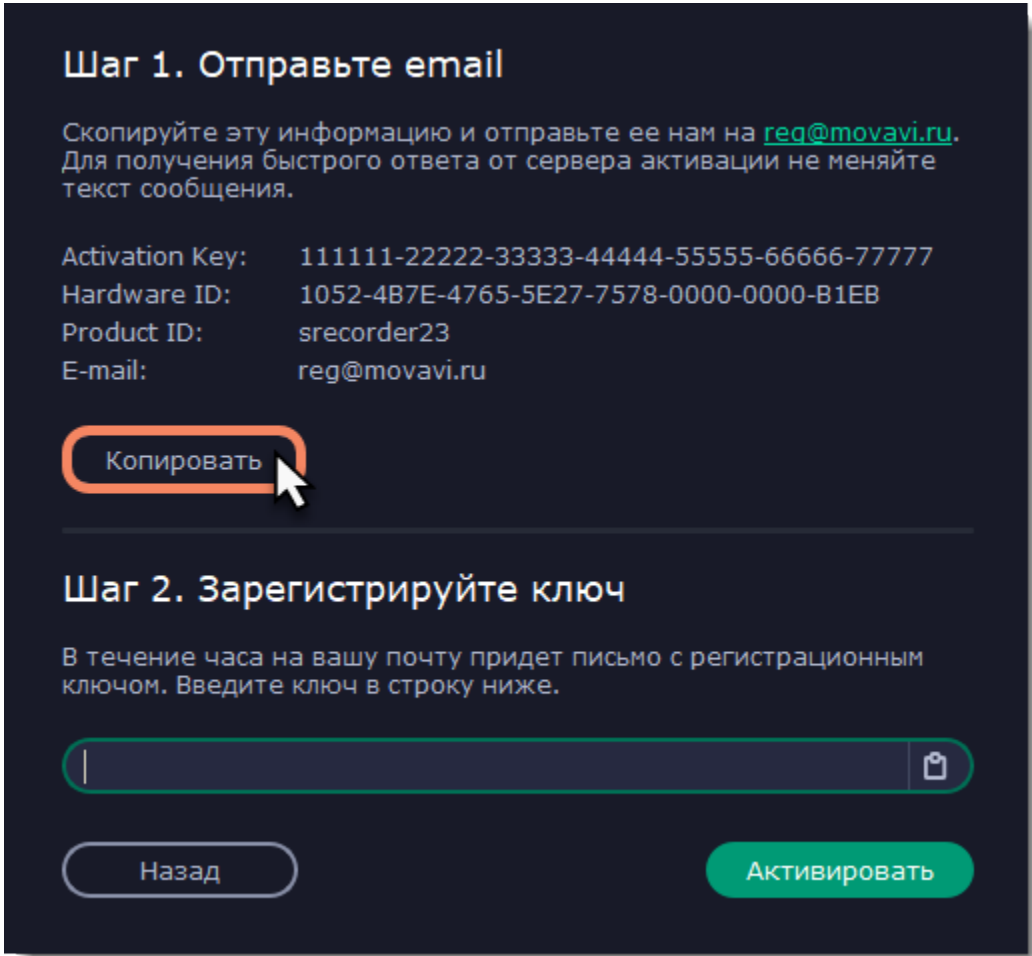 Шаг 1. Отправьте email
Скопируйте эту информацию и отправьте ее нам на reg@movavi.ru.
Для получения быстрого ответа от сервера активации не меняйте
текст сообщения.
Activation Key: 111111-22222-33333-44444-55555-66666-77777
Hardware ID: 1052-4B7E-4765-5E27-7578-0000-0000-B1EB
Product ID: srecorder23
E-mail: reg@movavi.ru
Копировать
Шаг 2. Зарегистрируйте ключ
В течение часа на вашу почту придет письмо с регистрационным
ключом. Введите ключ в строку ниже.
Назад Активировать